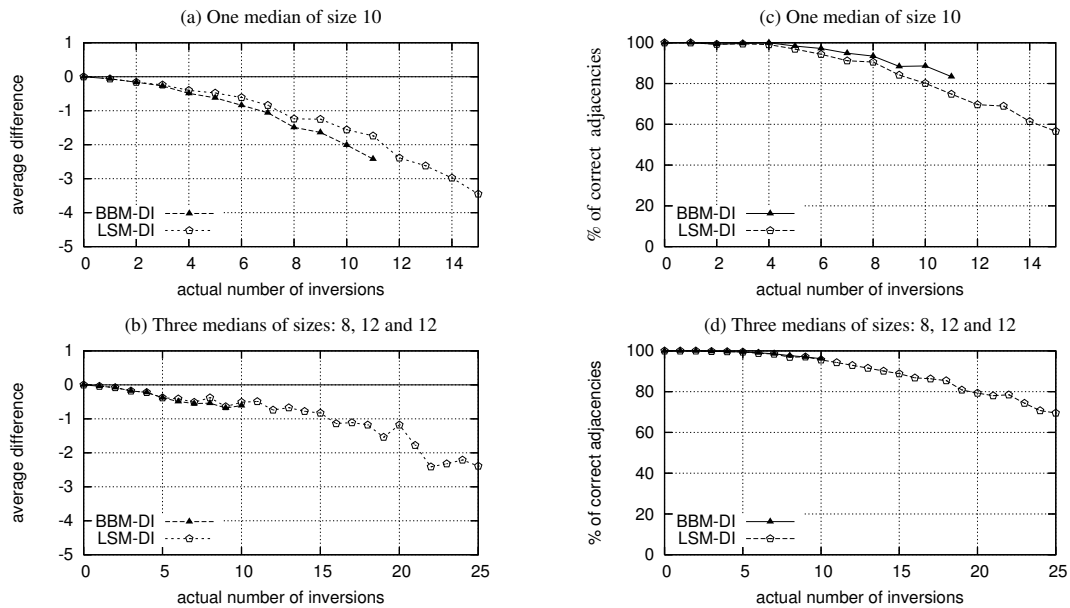 (a) One median of size 10
1
0
-1
-2
-3
-4
-5
average difference
BBM-DI
LSM-DI
0 2 4 6 8 10 12 14
actual number of inversions
(c) One median of size 10
100
80
60
40
20
0
% of correct adjacencies
BBM-DI
LSM-DI
0 2 4 6 8 10 12 14
actual number of inversions
(b) Three medians of sizes: 8, 12 and 12
1
0
-1
-2
-3
-4
-5
average difference
BBM-DI
LSM-DI
0 5 10 15 20 25
actual number of inversions
(d) Three medians of sizes: 8, 12 and 12
100
80
60
40
20
0
% of correct adjacencies
BBM-DI
LSM-DI
0 5 10 15 20 25
actual number of inversions